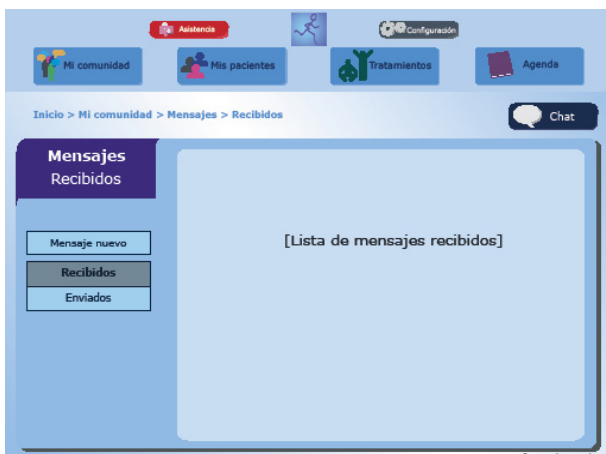 Asistencia
Configuración
Mi comunidad
Mis pacientes
Tratamientos
Agenda
Inicio > Mi comunidad > Mensajes > Recibidos
Chat
Mensajes
Recibidos
[Lista de mensajes recibidos]
Mensaje nuevo
Recibidos
Enviados